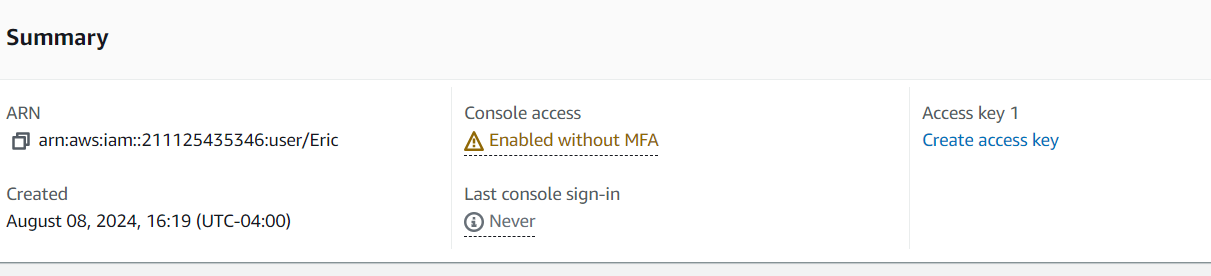 Summary
ARN
arn:aws:iam::211125435346:user/Eric
Created
August 08, 2024, 16:19 (UTC-04:00)
Console access
Enabled without MFA
Last console sign-in
Never
Access key 1
Create access key